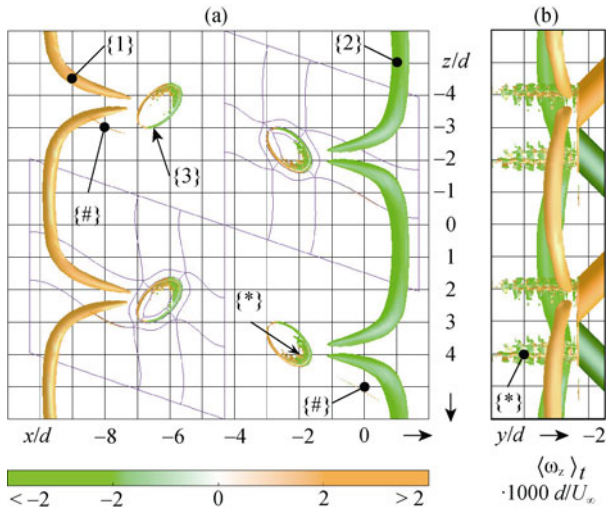 (a) (b)
{1} {2} z/d
−4
{#} {3} −3
−2
−1
0
1
{*} 2
3
4
{#} {*}
x/d −8 −6 −4 −2 0 y/d −2
⟨ω_z⟩_t
< −2 −2 0 2 > 2 ·1000 d/U_∞